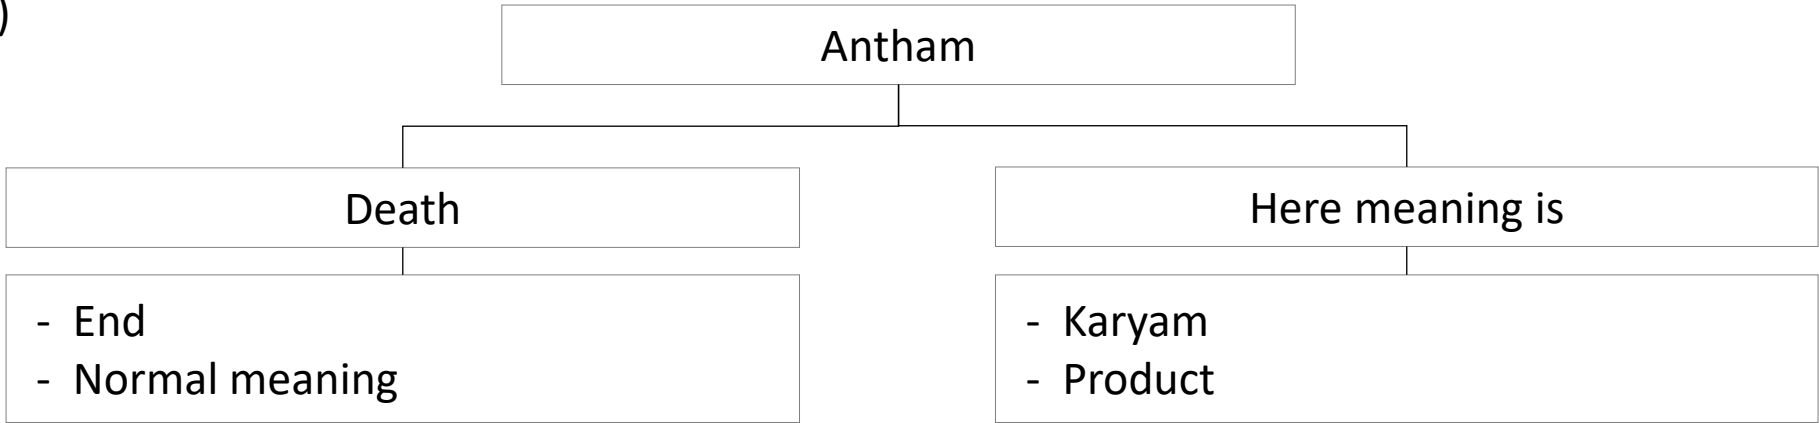 )
Antham
Death
Here meaning is
- End
- Normal meaning
- Karyam
- Product